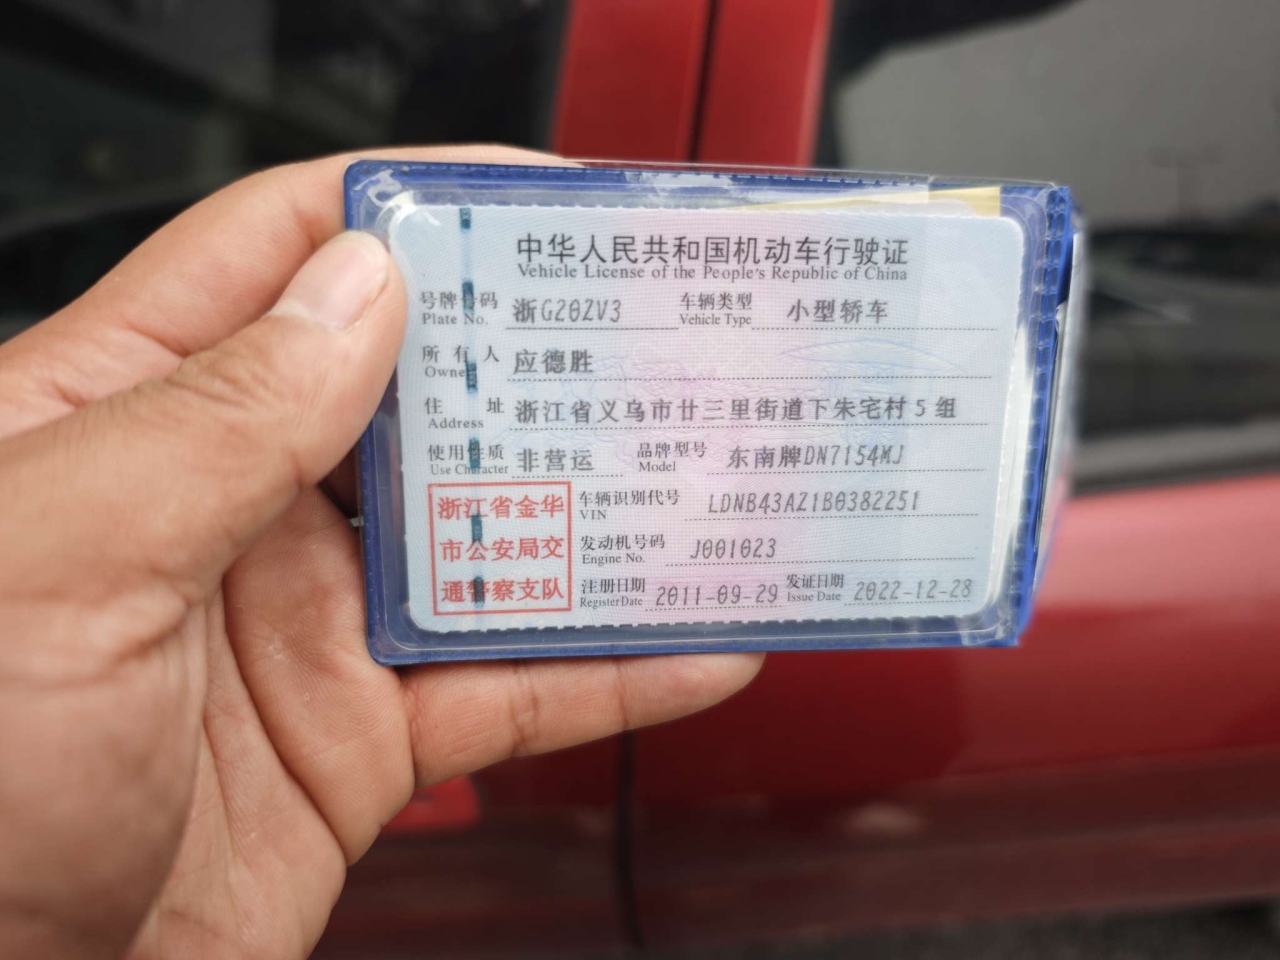 中华人民共和国机动车行驶证
Vehicle License of the People's Republic of China
号牌号码 浙G20ZV3 车辆类型 小型轿车
Plate No. Vehicle Type
所有人 应德胜
Owner
住址 浙江省义乌市廿三里街道下朱宅村5组
Address
使用性质 非营运 品牌型号 东南牌DN7154MJ
Use Character Model
浙江省金华
市公安局交
通警察支队
车辆识别代号 LDNB43AZ1B0382251
VIN
发动机号码 J001023
Engine No.
注册日期 2011-09-29 发证日期 2022-12-28
Register Date Issue Date